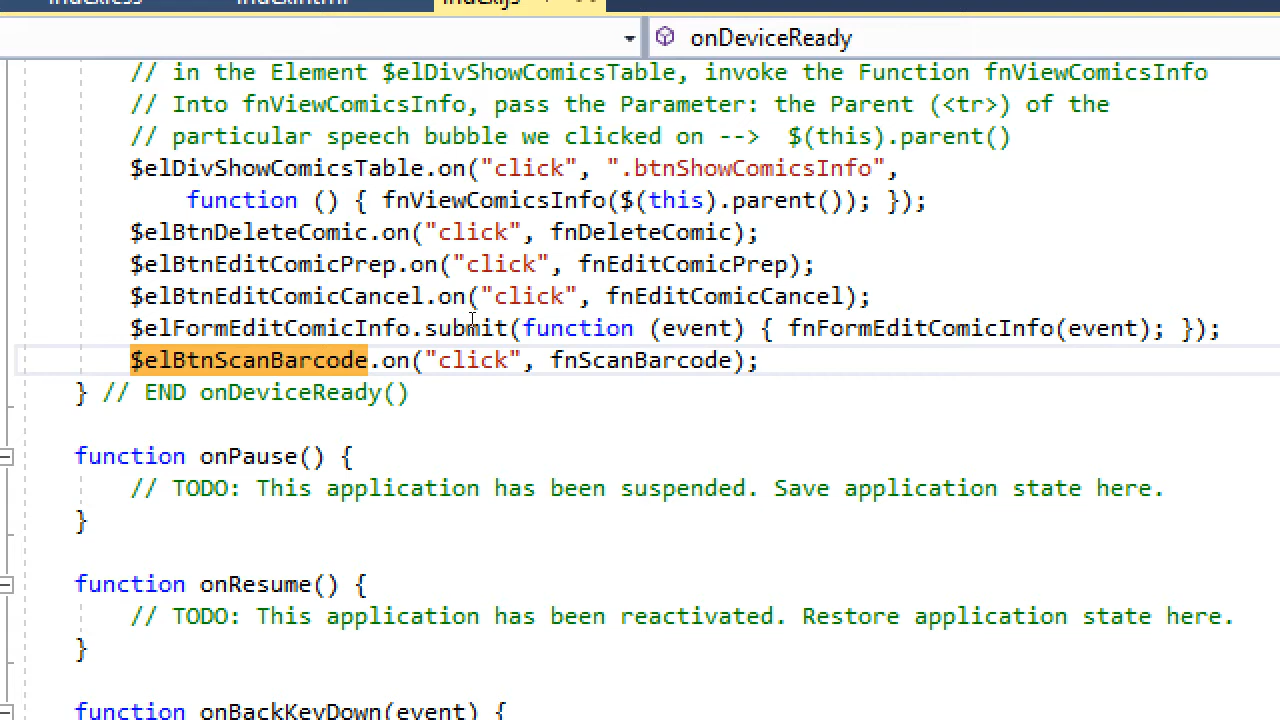 onDeviceReady
// in the Element $elDivShowComicsTable, invoke the Function fnViewComicsInfo
// Into fnViewComicsInfo, pass the Parameter: the Parent (<tr>) of the
// particular speech bubble we clicked on -->  $(this).parent()
$elDivShowComicsTable.on("click", ".btnShowComicsInfo",
function () { fnViewComicsInfo($(this).parent()); });
$elBtnDeleteComic.on("click", fnDeleteComic);
$elBtnEditComicPrep.on("click", fnEditComicPrep);
$elBtnEditComicCancel.on("click", fnEditComicCancel);
$elFormEditComicInfo.submit(function (event) { fnFormEditComicInfo(event); });
$elBtnScanBarcode.on("click", fnScanBarcode);
} // END onDeviceReady()
function onPause() {
// TODO: This application has been suspended. Save application state here.
}
function onResume() {
// TODO: This application has been reactivated. Restore application state here.
}
function onBackKeyDown(event) {